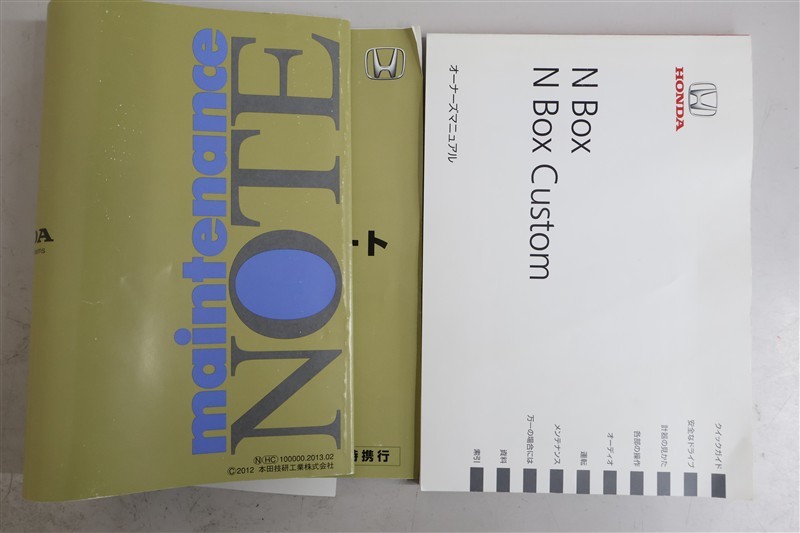 maintenance
NOTE
N HC 100000.2013.02
©2012 本田技研工業株式会社
携行
HONDA
N Box
N Box Custom
オーナーズマニュアル
クイックガイド
安全なドライブ
計器の見かた
各部の操作
オーディオ
運転
メンテナンス
万一の場合には
資料
索引